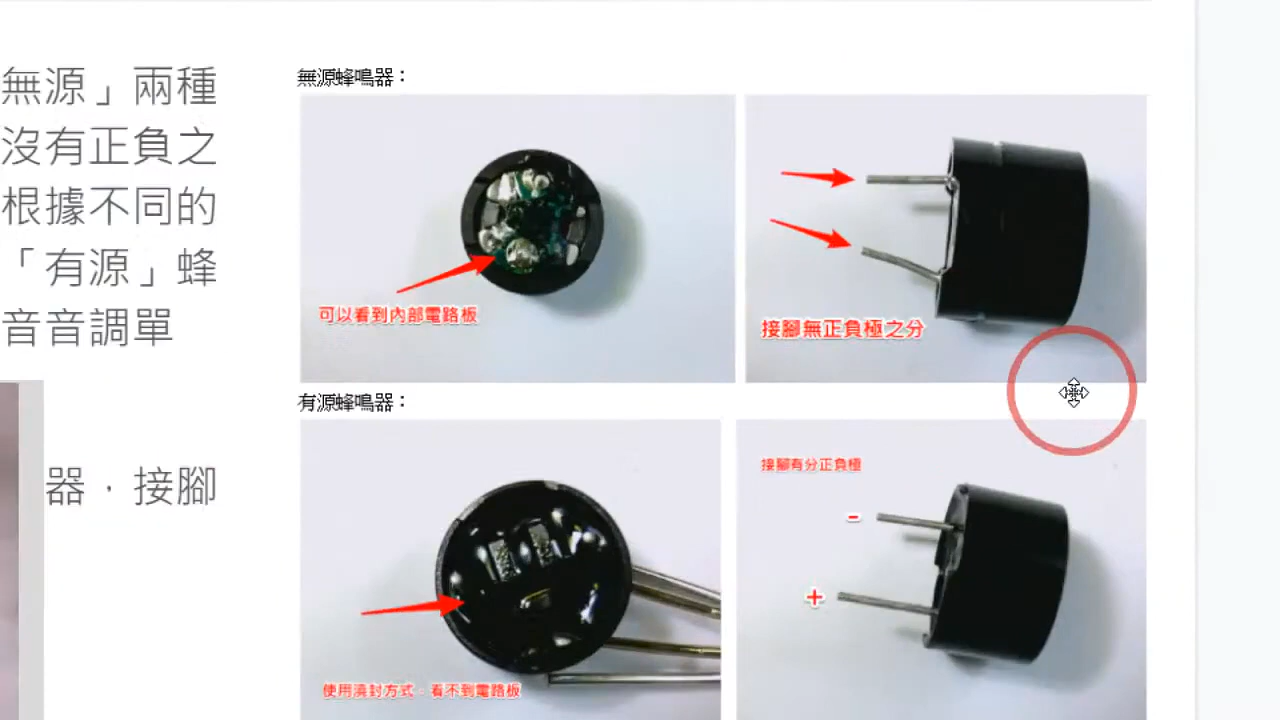 無源」兩種
沒有正負之
根據不同的
「有源」蜂
音音調單
器，接腳
無源蜂鳴器：
可以看到內部電路板
接腳無正負極之分
有源蜂鳴器：
使用澆封方式，看不到電路板
接腳有分正負極
-
+